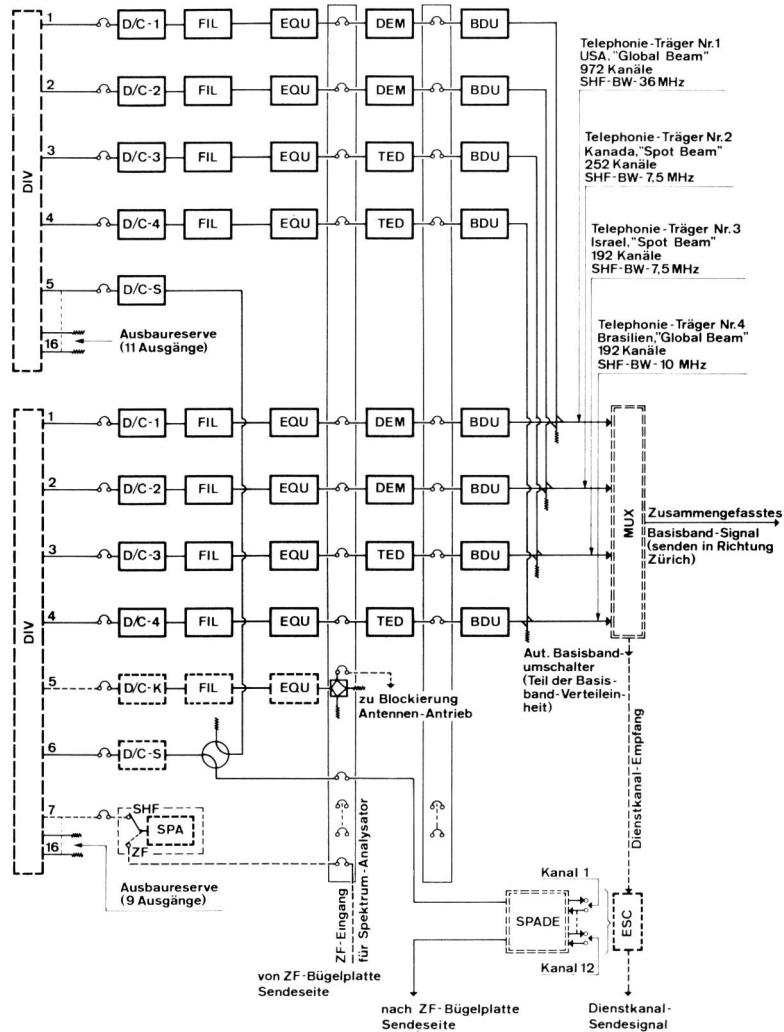 1
D/C-1
FIL
EQU
DEM
BDU
2
D/C-2
FIL
EQU
DEM
BDU
3
D/C-3
FIL
EQU
TED
BDU
4
D/C-4
FIL
EQU
TED
BDU
5
D/C-S
16
DIV
Ausbaureserve
(11 Ausgänge)
Telephonie-Träger Nr.1
USA, "Global Beam"
972 Kanäle
SHF-BW-36 MHz
Telephonie-Träger Nr.2
Kanada, "Spot Beam"
252 Kanäle
SHF-BW-7,5 MHz
Telephonie-Träger Nr.3
Israel, "Spot Beam"
192 Kanäle
SHF-BW-7,5 MHz
Telephonie-Träger Nr.4
Brasilien, "Global Beam"
192 Kanäle
SHF-BW-10 MHz
1
D/C-1
FIL
EQU
DEM
BDU
2
D/C-2
FIL
EQU
DEM
BDU
3
D/C-3
FIL
EQU
TED
BDU
4
D/C-4
FIL
EQU
TED
BDU
DIV
MUX
Zusammengefasstes
Basisband-Signal
(senden in Richtung
Zürich)
5
D/C-K
FIL
EQU
zu Blockierung
Antennen-Antrieb
Aut. Basisband-
umschalter
(Teil der Basis-
band-Verteilein-
heit)
6
D/C-S
Dienstkanal-Empfang
7
SHF
SPA
ZF
16
Ausbaureserve
(9 Ausgänge)
ZF-Eingang
für Spektrum-Analysator
Kanal 1
SPADE
Kanal 12
ESC
von ZF-Bügelplatte
Sendeseite
nach ZF-Bügelplatte
Sendeseite
Dienstkanal-
Sendesignal